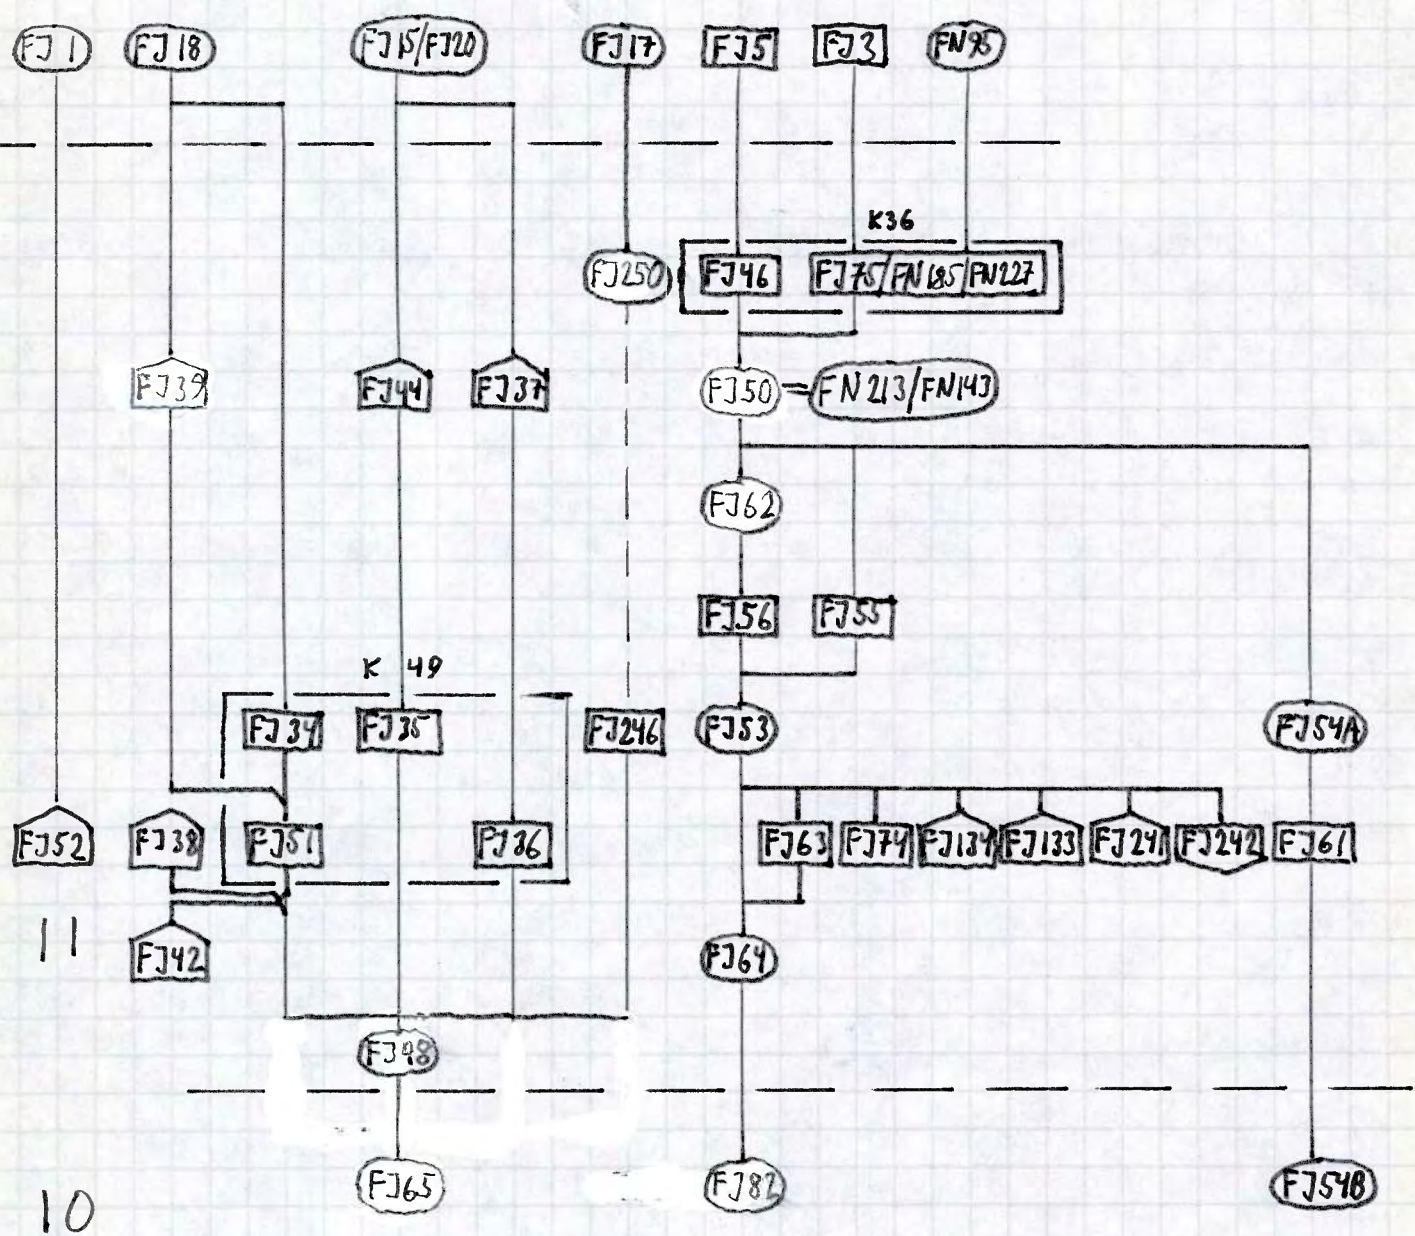 FJ1 FJ18 FJ15/FJ20 FJ17 FJ5 FJ3 FN95
K36
FJ250 FJ46 FJ75/FN185/FN227
FJ39 FJ44 FJ37 FJ50 = FN213/FN143
FJ62
FJ56 FJ55
K 49
FJ34 FJ35 FJ246 FJ53 FJ54A
FJ52 FJ38 FJ51 FJ36 FJ63 FJ74 FJ134 FJ133 FJ241 FJ242 FJ61
11 FJ42 FJ64
FJ48
10 FJ65 FJ82 FJ54B